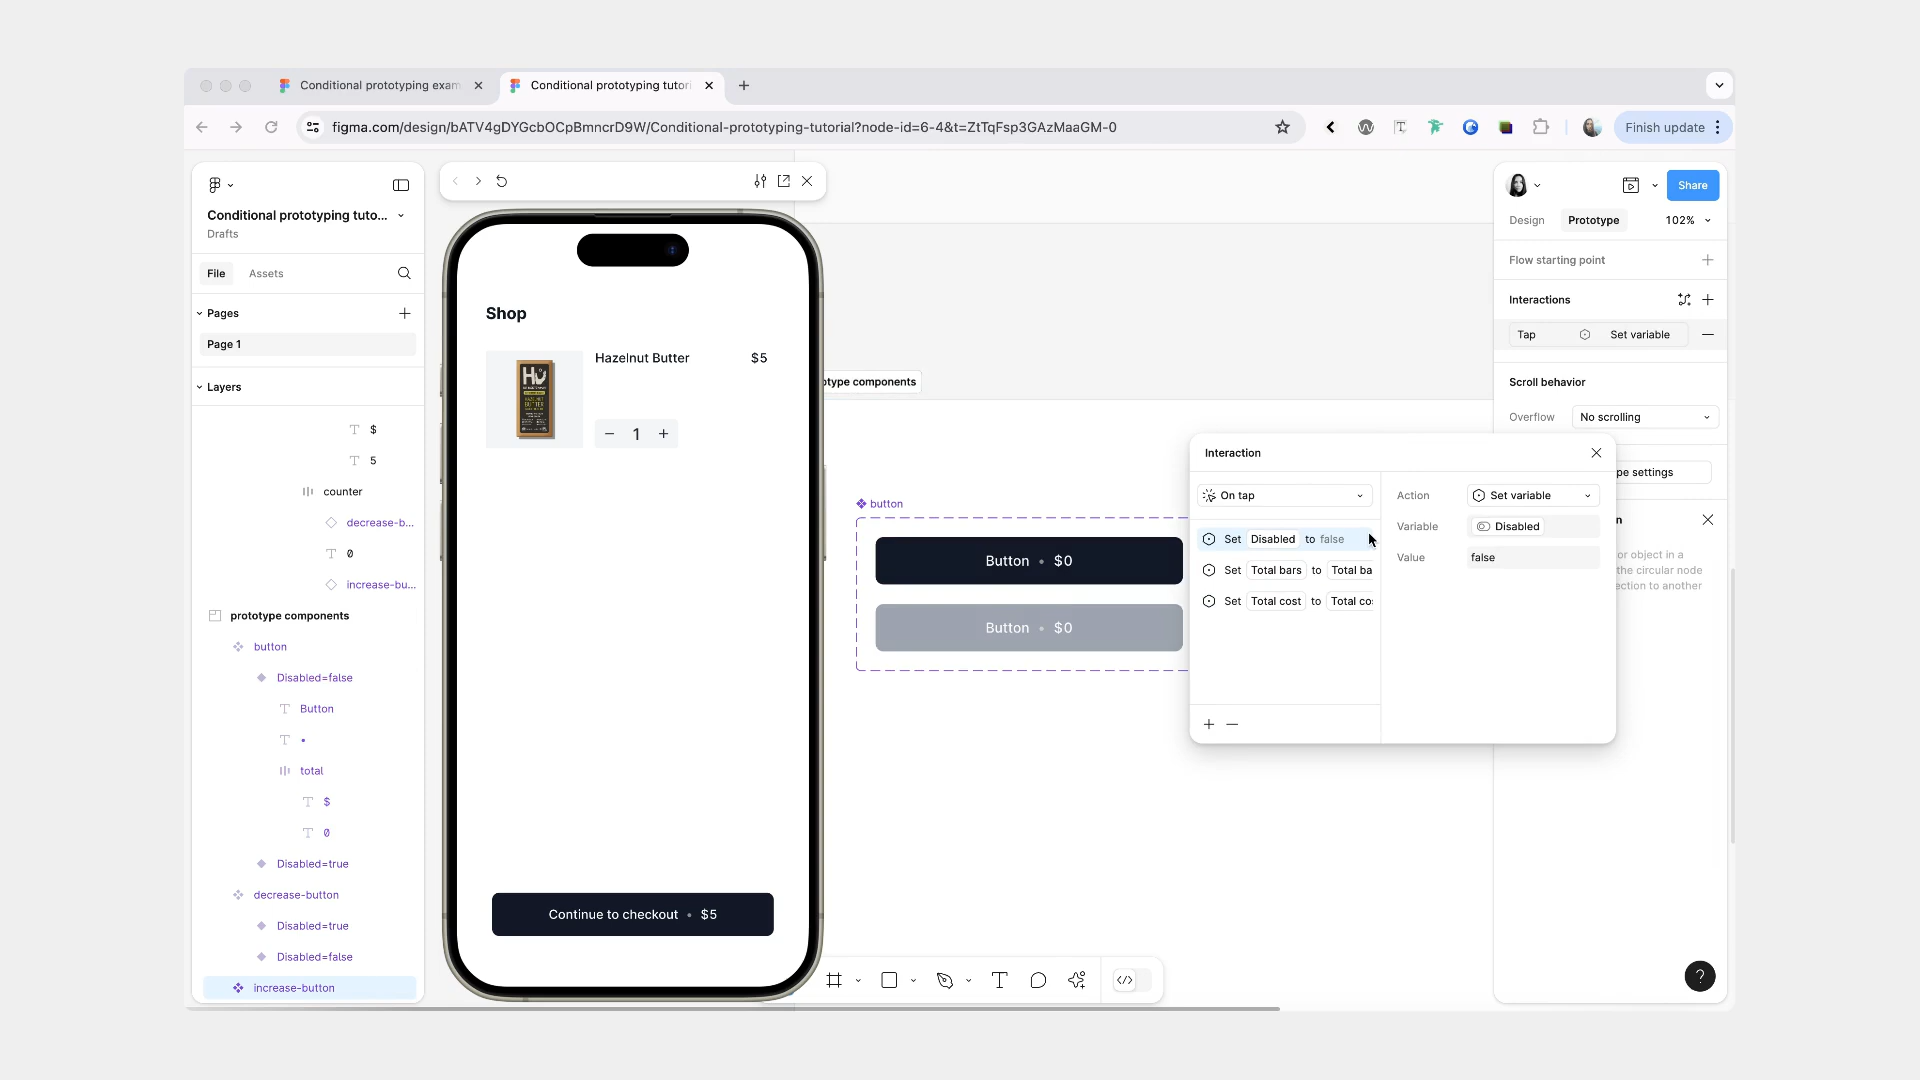 Conditional prototyping exam
Conditional prototyping tutori
figma.com/design/bATV4gDYGcbOCpBmncrD9W/Conditional-prototyping-tutorial?node-id=6-4&t=ZtTqFsp3GAzMaaGM-0
Finish update
Conditional prototyping tuto...
Drafts
File
Assets
Pages
Page 1
Layers
$
5
counter
decrease-b...
0
increase-bu...
prototype components
button
Disabled=false
Button
•
total
$
0
Disabled=true
decrease-button
Disabled=true
Disabled=false
increase-button
Shop
Hazelnut Butter $5
HAZELNUT
BUTTER
− 1 +
Continue to checkout • $5
otype components
button
Button • $0
Button • $0
Interaction
On tap
Set Disabled to false
Set Total bars to Total ba
Set Total cost to Total cos
Action Set variable
Variable Disabled
Value false
Share
Design
Prototype
102%
Flow starting point
Interactions
Tap Set variable
Scroll behavior
Overflow No scrolling
pe settings
n
or object in a
the circular node
ection to another
?